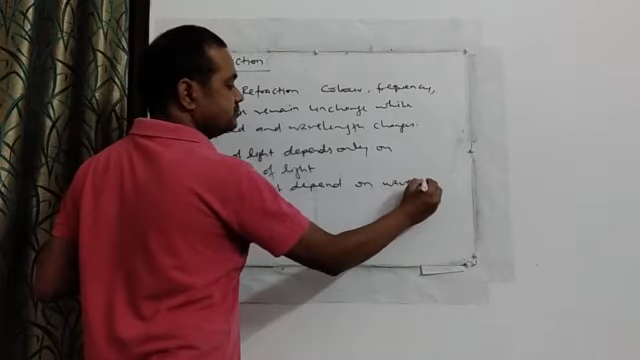 ction:
Refraction Colour, frequency,
remain unchange while
ed and wavelength changes.
of light depends only on
of light
t depend on wave